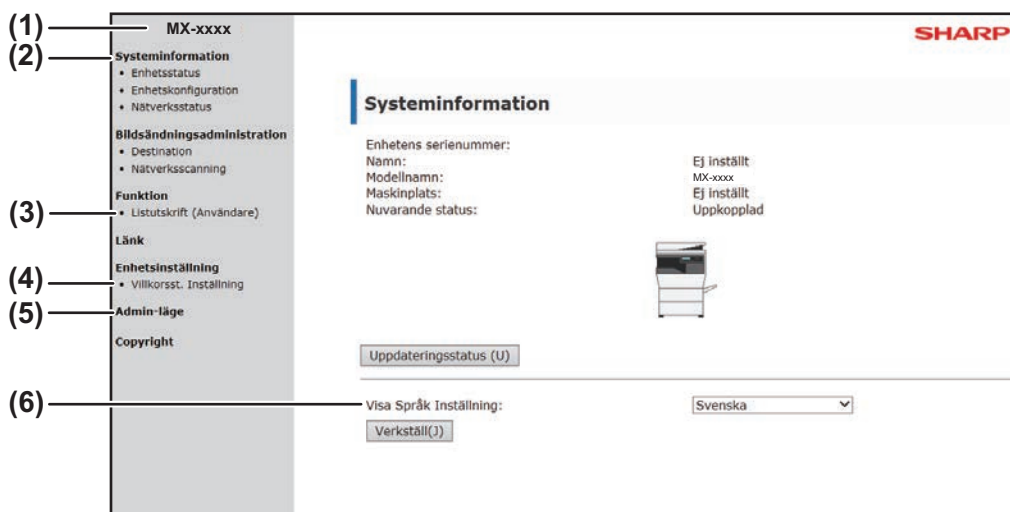 (1) MX-xxxx
SHARP
(2) Systeminformation
• Enhetsstatus
• Enhetskonfiguration
• Nätverksstatus
Bildsändningsadministration
• Destination
• Nätverksscanning
Funktion
(3) • Listutskrift (Användare)
Länk
Enhetsinställning
(4) • Villkorsst. Inställning
(5) Admin-läge
Copyright
Systeminformation
Enhetens serienummer:
Namn: Ej inställt
Modellnamn: MX-xxxx
Maskinplats: Ej inställt
Nuvarande status: Uppkopplad
Uppdateringsstatus (U)
(6) Visa Språk Inställning: Svenska
Verkställ(J)